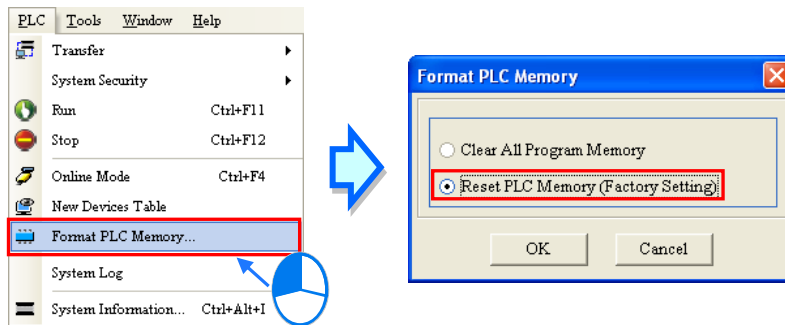 PLC Tools Window Help
Transfer
System Security
Run Ctrl+F11
Stop Ctrl+F12
Online Mode Ctrl+F4
New Devices Table
Format PLC Memory...
System Log
System Information... Ctrl+Alt+I
Format PLC Memory
Clear All Program Memory
Reset PLC Memory (Factory Setting)
OK Cancel